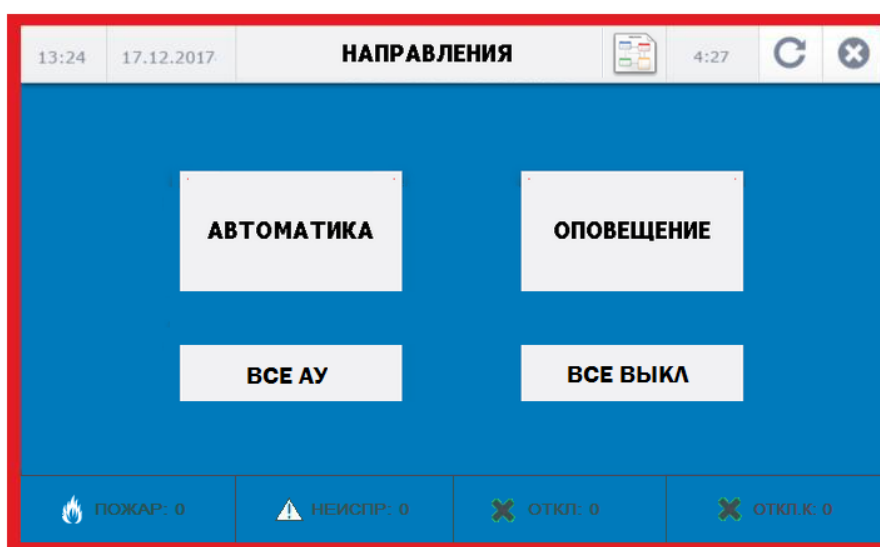 13:24 17.12.2017 НАПРАВЛЕНИЯ 4:27
АВТОМАТИКА ОПОВЕЩЕНИЕ
ВСЕ АУ ВСЕ ВЫКЛ
ПОЖАР: 0 НЕИСПР: 0 ОТКЛ: 0 ОТКЛ.К: 0